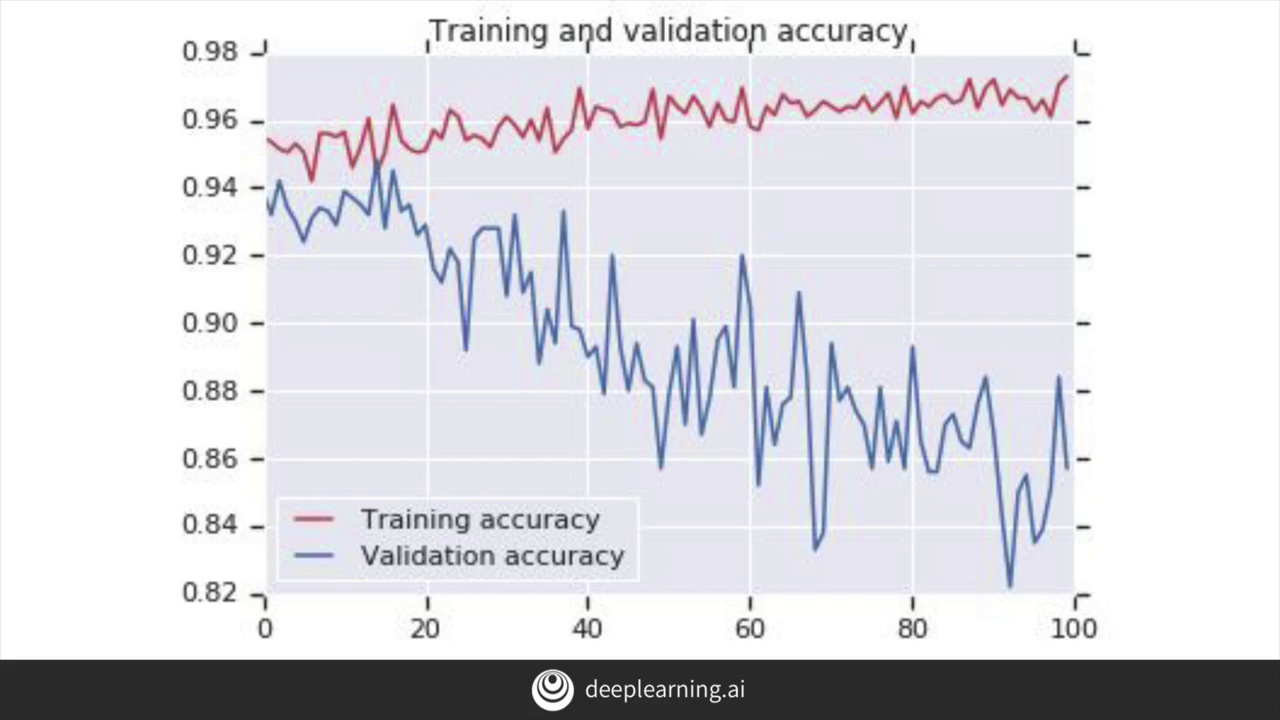 Training and validation accuracy
0.98
0.96
0.94
0.92
0.90
0.88
0.86
0.84
0.82
Training accuracy
Validation accuracy
0 20 40 60 80 100
deeplearning.ai